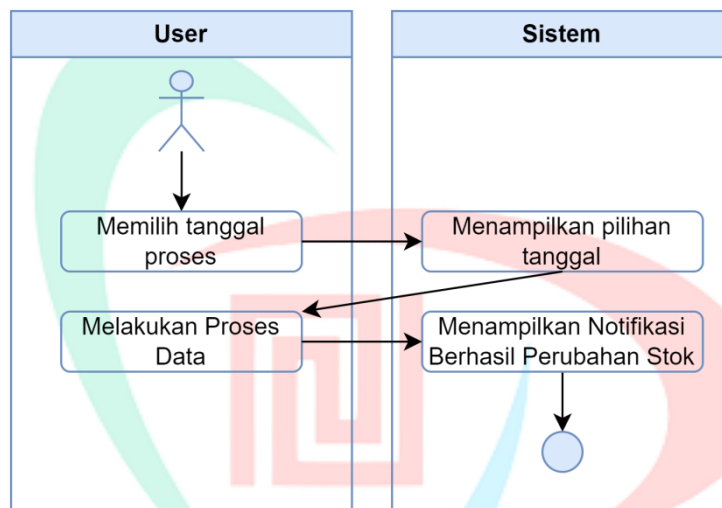 User
Sistem
Memilih tanggal
proses
Menampilkan pilihan
tanggal
Melakukan Proses
Data
Menampilkan Notifikasi
Berhasil Perubahan Stok